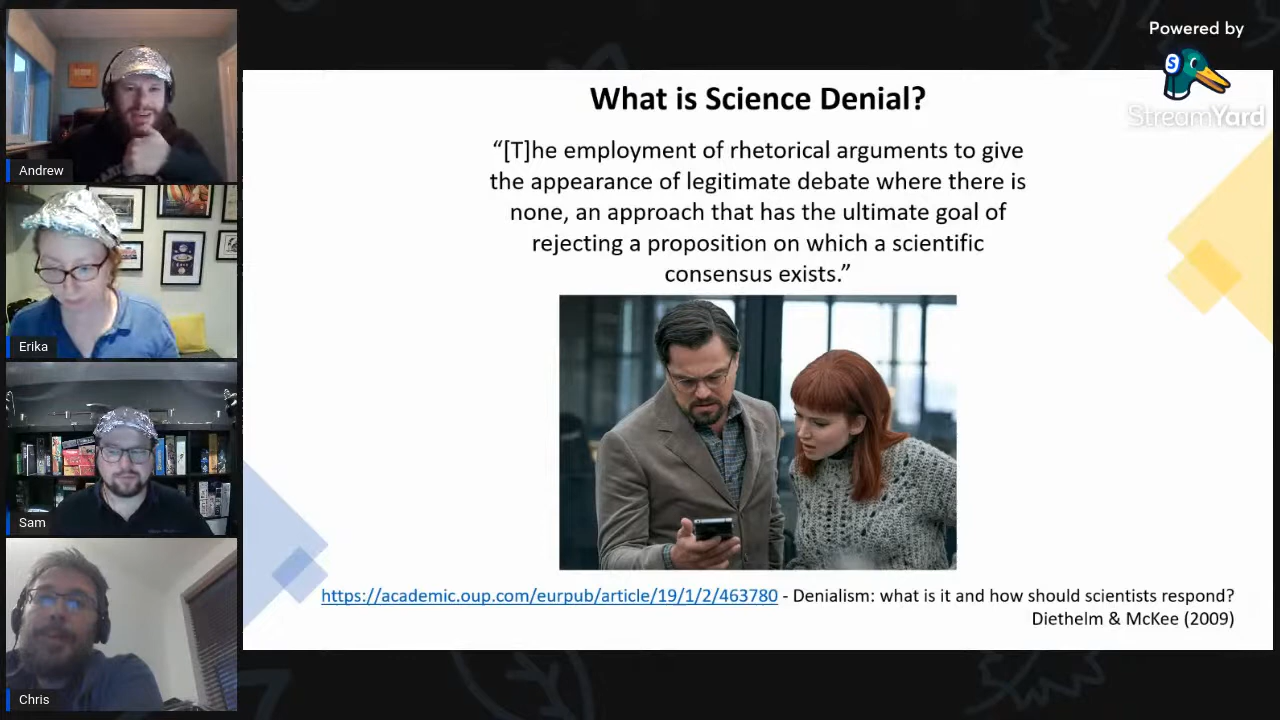 Powered by
S
StreamYard
What is Science Denial?
“[T]he employment of rhetorical arguments to give
the appearance of legitimate debate where there is
none, an approach that has the ultimate goal of
rejecting a proposition on which a scientific
consensus exists.”
https://academic.oup.com/eurpub/article/19/1/2/463780 - Denialism: what is it and how should scientists respond?
Diethelm & McKee (2009)
Andrew
Erika
Sam
Chris